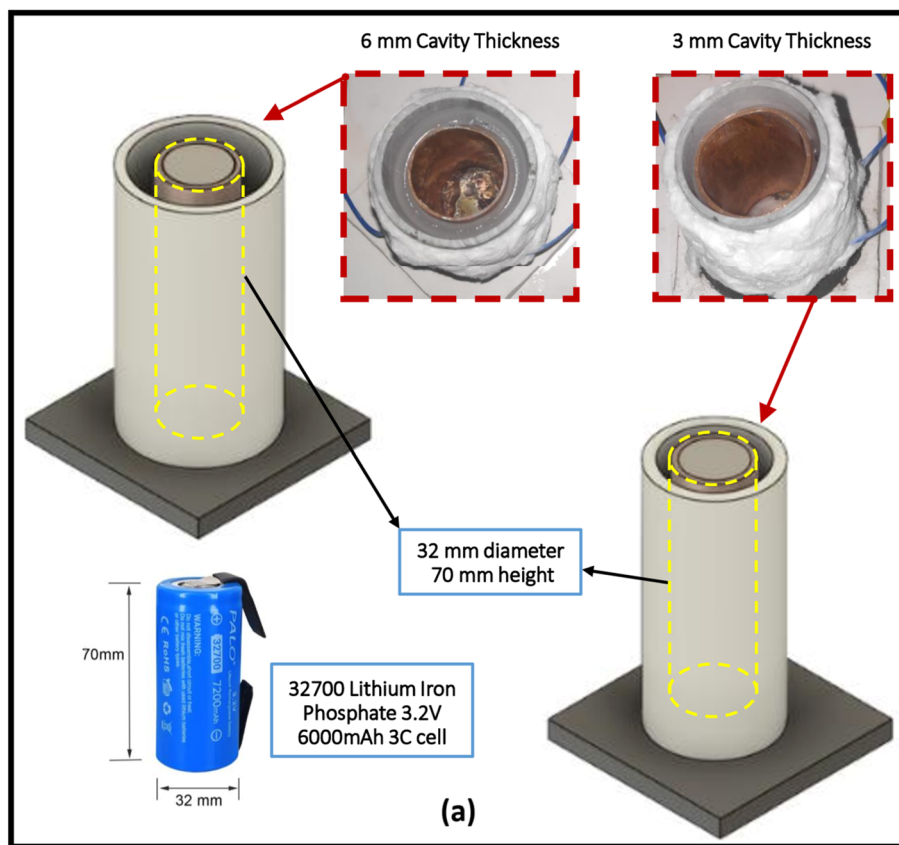 6 mm Cavity Thickness
3 mm Cavity Thickness
32 mm diameter
70 mm height
70mm
PALO
32700
7200mAh
WARNING:
CE RoHS
32700 Lithium Iron
Phosphate 3.2V
6000mAh 3C cell
32 mm
(a)